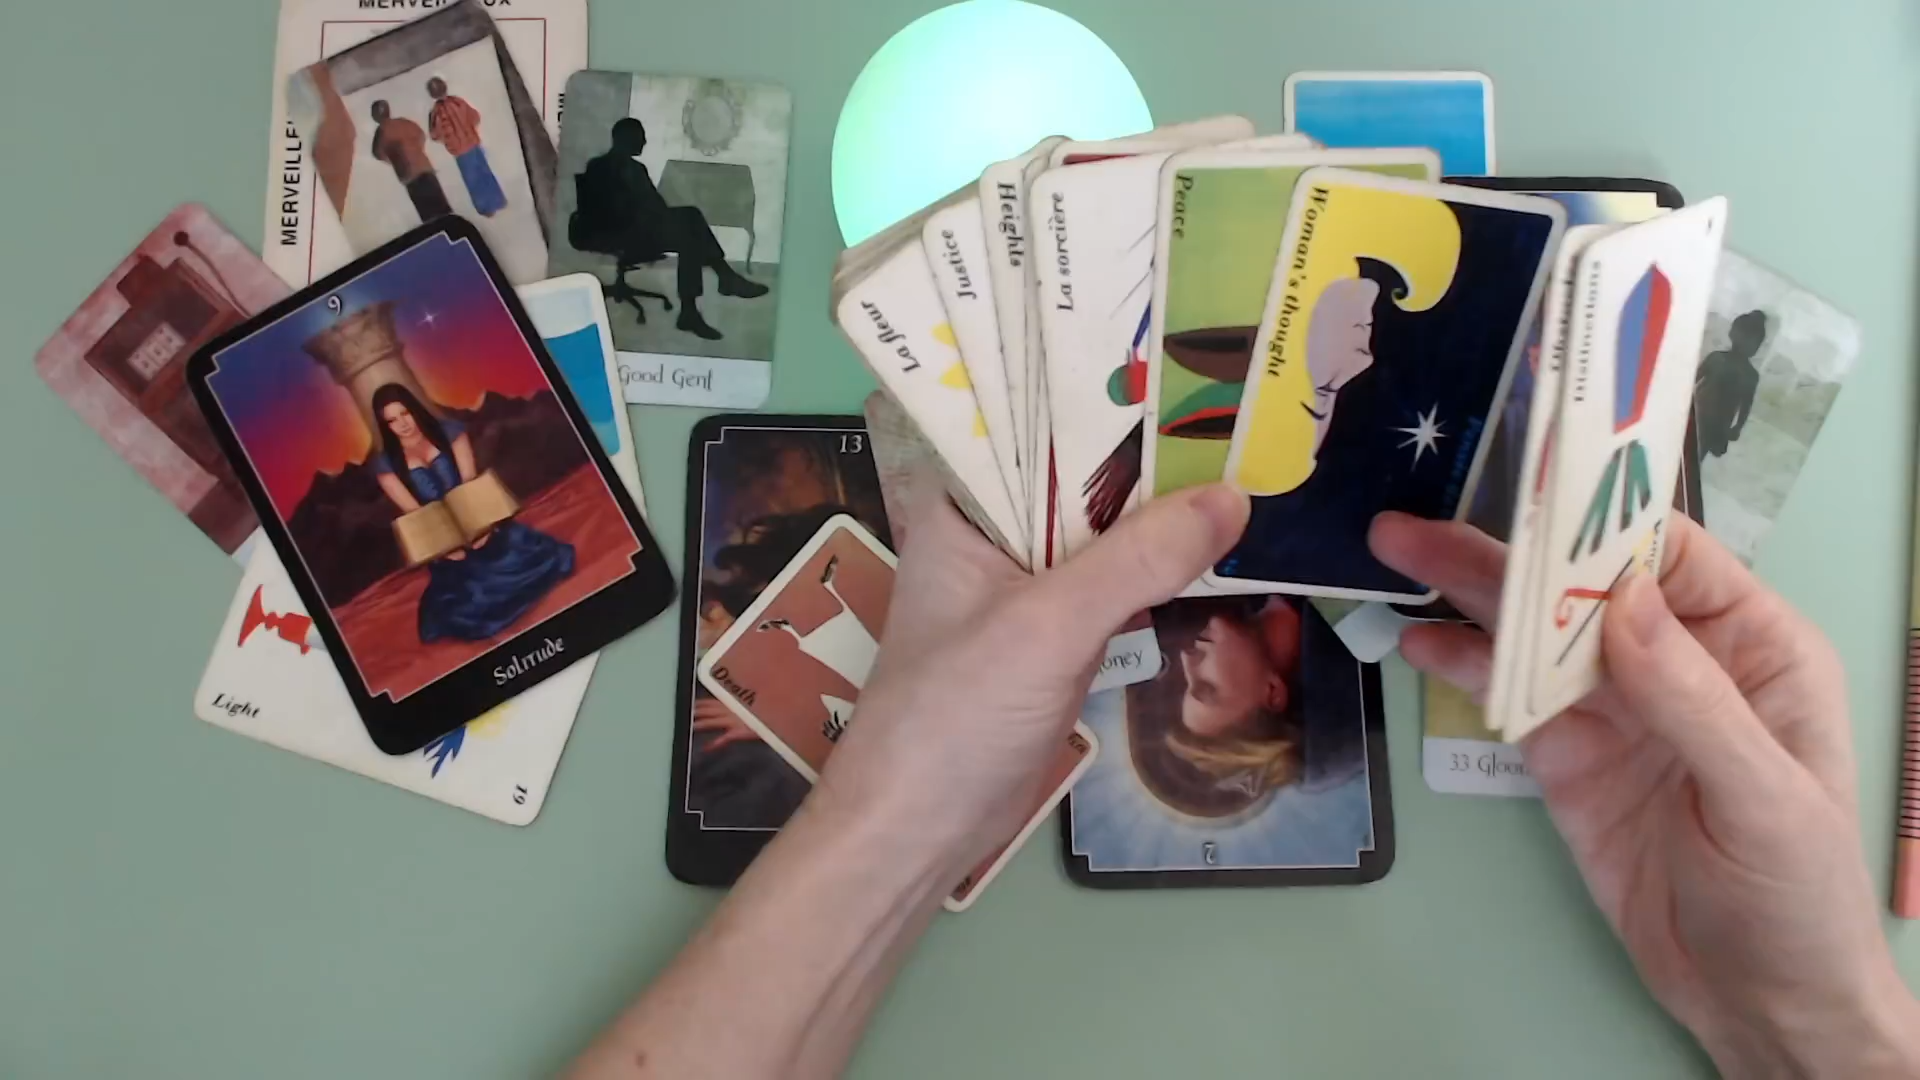 MERVEILLEUX
Good Gent
9
Solitude
Light
19
13
Death
La fleur
Justice
Heights
La sorcière
Peace
Woman's thought
Distinctions
oney
2
33 Gloo